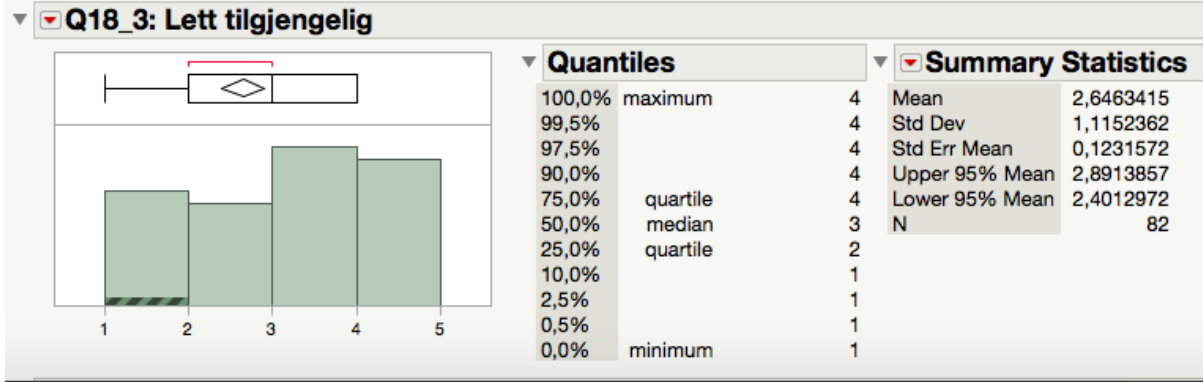 Q18_3: Lett tilgjengelig
1 2 3 4 5
Quantiles
100,0% maximum 4
99,5% 4
97,5% 4
90,0% 4
75,0% quartile 4
50,0% median 3
25,0% quartile 2
10,0% 1
2,5% 1
0,5% 1
0,0% minimum 1
Summary Statistics
Mean 2,6463415
Std Dev 1,1152362
Std Err Mean 0,1231572
Upper 95% Mean 2,8913857
Lower 95% Mean 2,4012972
N 82